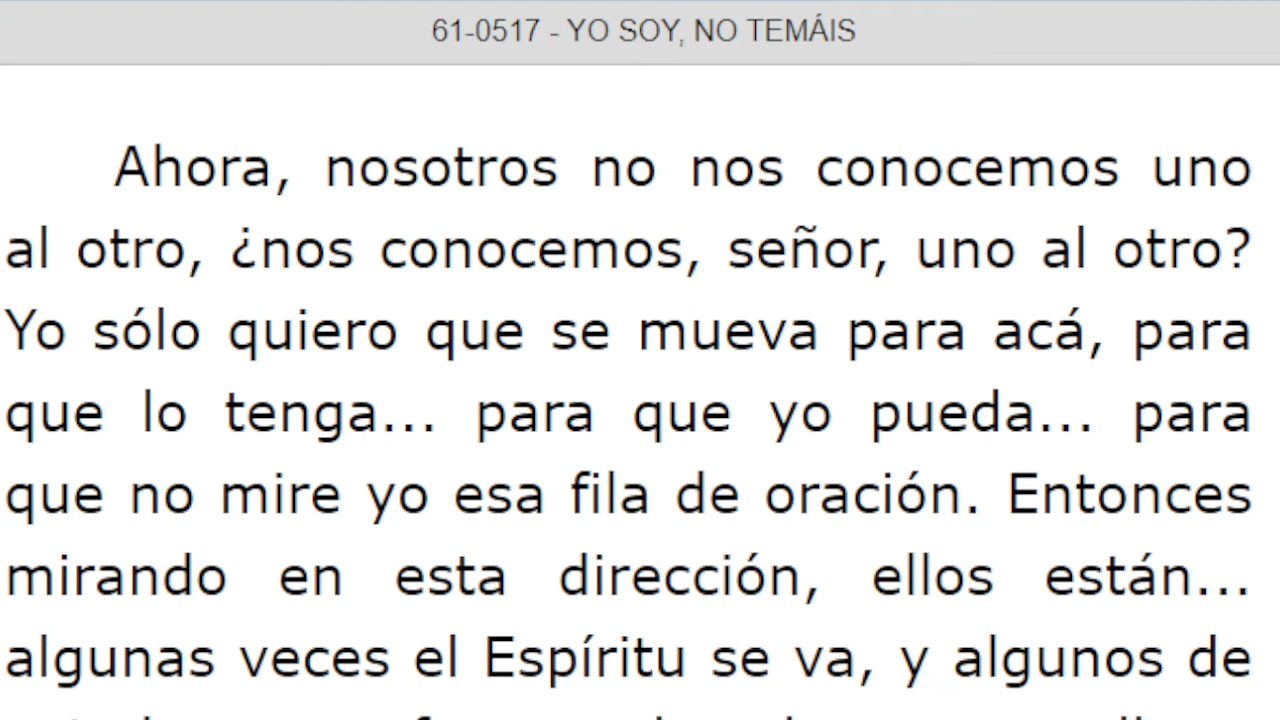 61-0517 - YO SOY, NO TEMÁIS
Ahora, nosotros no nos conocemos uno
al otro, ¿nos conocemos, señor, uno al otro?
Yo sólo quiero que se mueva para acá, para
que lo tenga... para que yo pueda... para
que no mire yo esa fila de oración. Entonces
mirando en esta dirección, ellos están...
algunas veces el Espíritu se va, y algunos de